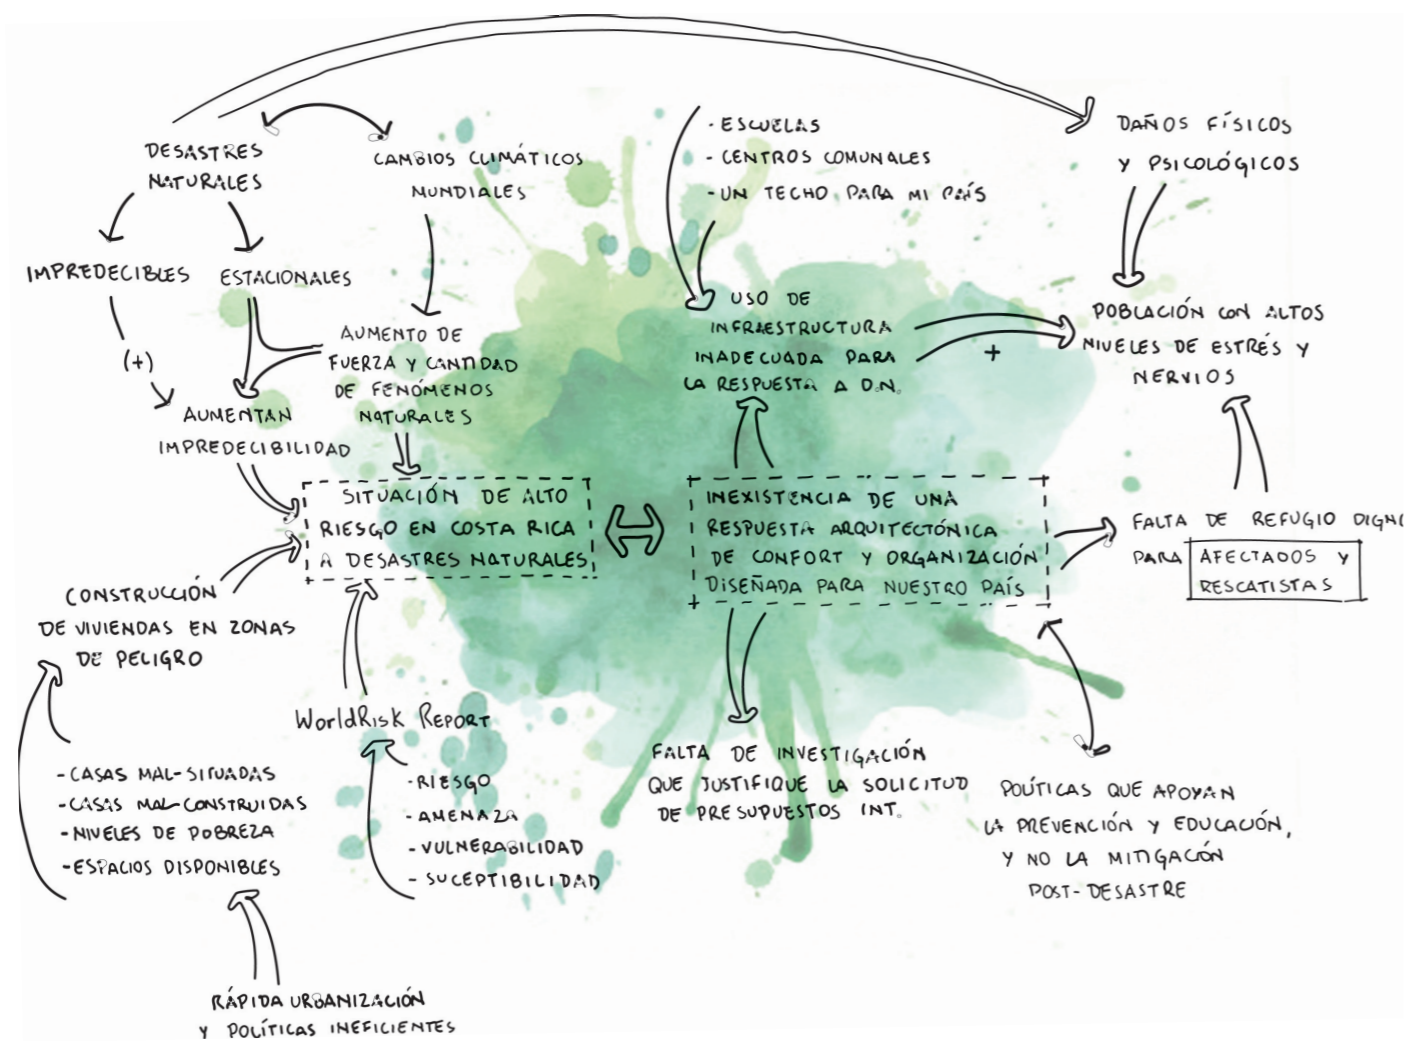 DESASTRES
NATURALES
CAMBIOS CLIMÁTICOS
MUNDIALES
- ESCUELAS
- CENTROS COMUNALES
- UN TECHO PARA MI PAÍS
DAÑOS FÍSICOS
Y PSICOLÓGICOS
IMPREDECIBLES
ESTACIONALES
(+)
AUMENTO DE
FUERZA Y CANTIDAD
DE FENÓMENOS
NATURALES
AUMENTAN
IMPREDECIBILIDAD
USO DE
INFRAESTRUCTURA
INADECUADA PARA
LA RESPUESTA A D.N.
+
POBLACIÓN CON ALTOS
NIVELES DE ESTRÉS Y
NERVIOS
SITUACIÓN DE ALTO
RIESGO EN COSTA RICA
A DESASTRES NATURALES
INEXISTENCIA DE UNA
RESPUESTA ARQUITECTÓNICA
DE CONFORT Y ORGANIZACIÓN
DISEÑADA PARA NUESTRO PAÍS
FALTA DE REFUGIO
PARA AFECTADOS Y
RESCATISTAS
CONSTRUCCIÓN
DE VIVIENDAS EN ZONAS
DE PELIGRO
WorldRisk REPORT
- CASAS MAL-SITUADAS
- CASAS MAL-CONSTRUIDAS
- NIVELES DE POBREZA
- ESPACIOS DISPONIBLES
- RIESGO
- AMENAZA
- VULNERABILIDAD
- SUCEPTIBILIDAD
FALTA DE INVESTIGACIÓN
QUE JUSTIFIQUE LA SOLICITUD
DE PRESUPUESTOS INT.
POLÍTICAS QUE APOYAN
LA PREVENCIÓN Y EDUCACIÓN,
Y NO LA MITIGACIÓN
POST-DESASTRE
RÁPIDA URBANIZACIÓN
Y POLÍTICAS INEFICIENTES